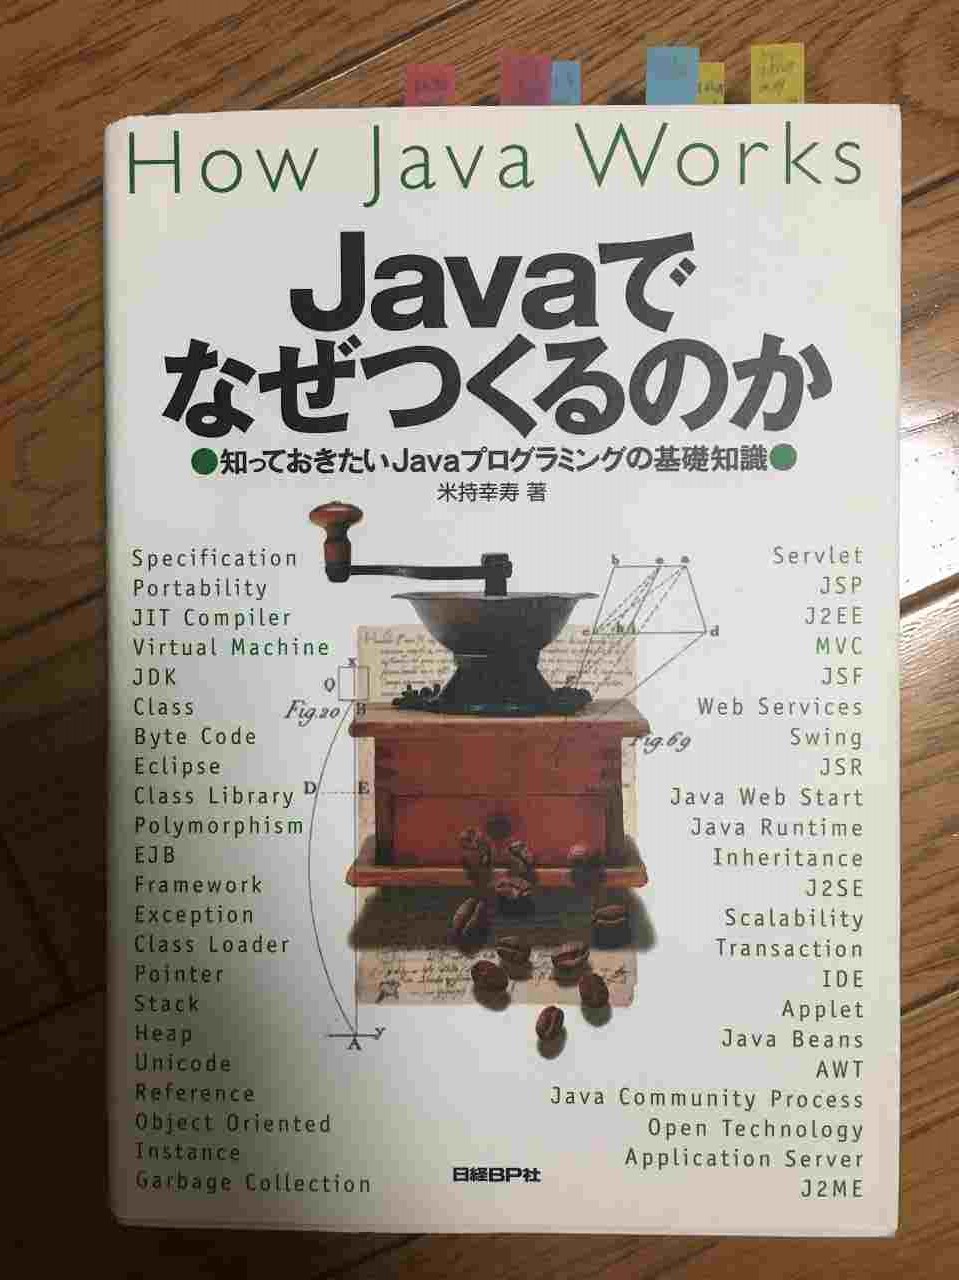 How Java Works
Javaで
なぜつくるのか
●知っておきたいJavaプログラミングの基礎知識●
米持幸寿 著
Specification
Portability
JIT Compiler
Virtual Machine
JDK
Class
Byte Code
Eclipse
Class Library
Polymorphism
EJB
Framework
Exception
Class Loader
Pointer
Stack
Heap
Unicode
Reference
Object Oriented
Instance
Garbage Collection
Servlet
JSP
J2EE
MVC
JSF
Web Services
Swing
JSR
Java Web Start
Java Runtime
Inheritance
J2SE
Scalability
Transaction
IDE
Applet
Java Beans
AWT
Java Community Process
Open Technology
Application Server
J2ME
x
Q
Fig.20 B
D E
A y
b e a
c h d
Fig.69
日経BP社